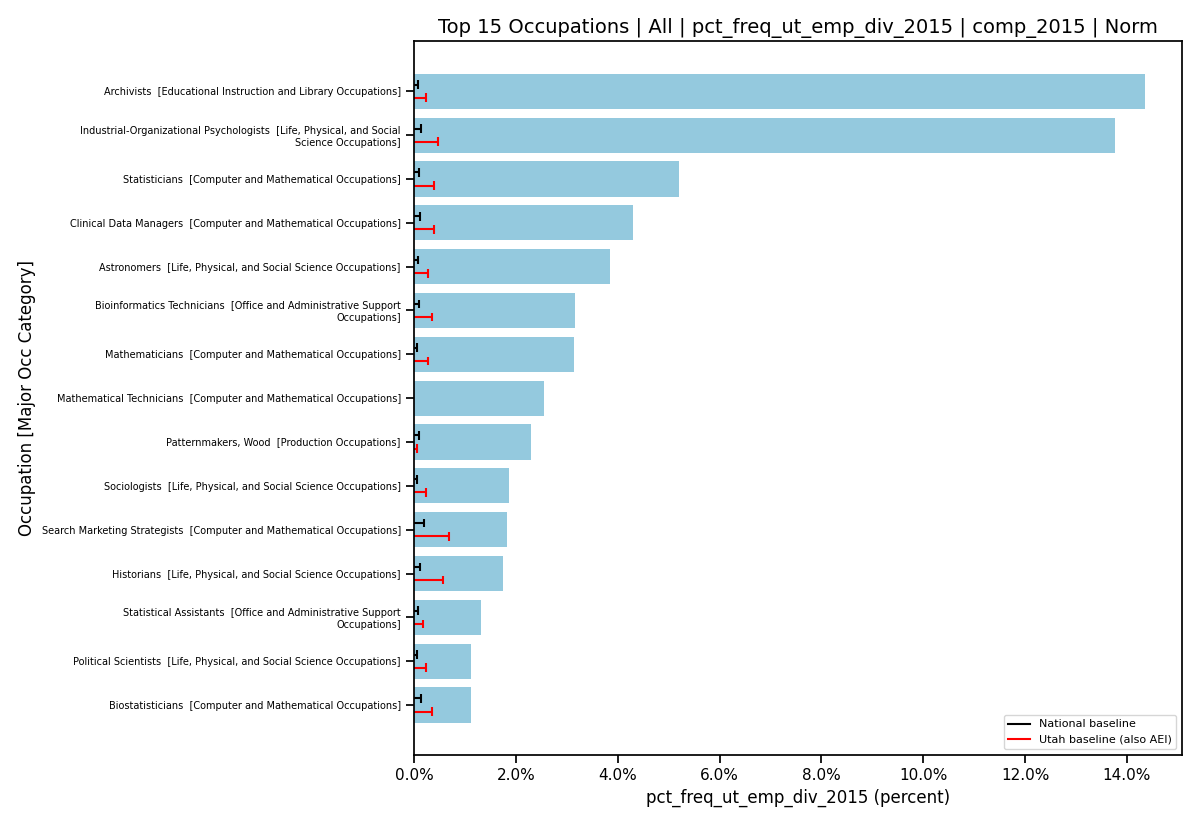 Top 15 Occupations | All | pct_freq_ut_emp_div_2015 | comp_2015 | Norm
Occupation [Major Occ Category]
Archivists  [Educational Instruction and Library Occupations]
Industrial-Organizational Psychologists  [Life, Physical, and Social
Science Occupations]
Statisticians  [Computer and Mathematical Occupations]
Clinical Data Managers  [Computer and Mathematical Occupations]
Astronomers  [Life, Physical, and Social Science Occupations]
Bioinformatics Technicians  [Office and Administrative Support
Occupations]
Mathematicians  [Computer and Mathematical Occupations]
Mathematical Technicians  [Computer and Mathematical Occupations]
Patternmakers, Wood  [Production Occupations]
Sociologists  [Life, Physical, and Social Science Occupations]
Search Marketing Strategists  [Computer and Mathematical Occupations]
Historians  [Life, Physical, and Social Science Occupations]
Statistical Assistants  [Office and Administrative Support
Occupations]
Political Scientists  [Life, Physical, and Social Science Occupations]
Biostatisticians  [Computer and Mathematical Occupations]
National baseline
Utah baseline (also AEI)
0.0% 2.0% 4.0% 6.0% 8.0% 10.0% 12.0% 14.0%
pct_freq_ut_emp_div_2015 (percent)